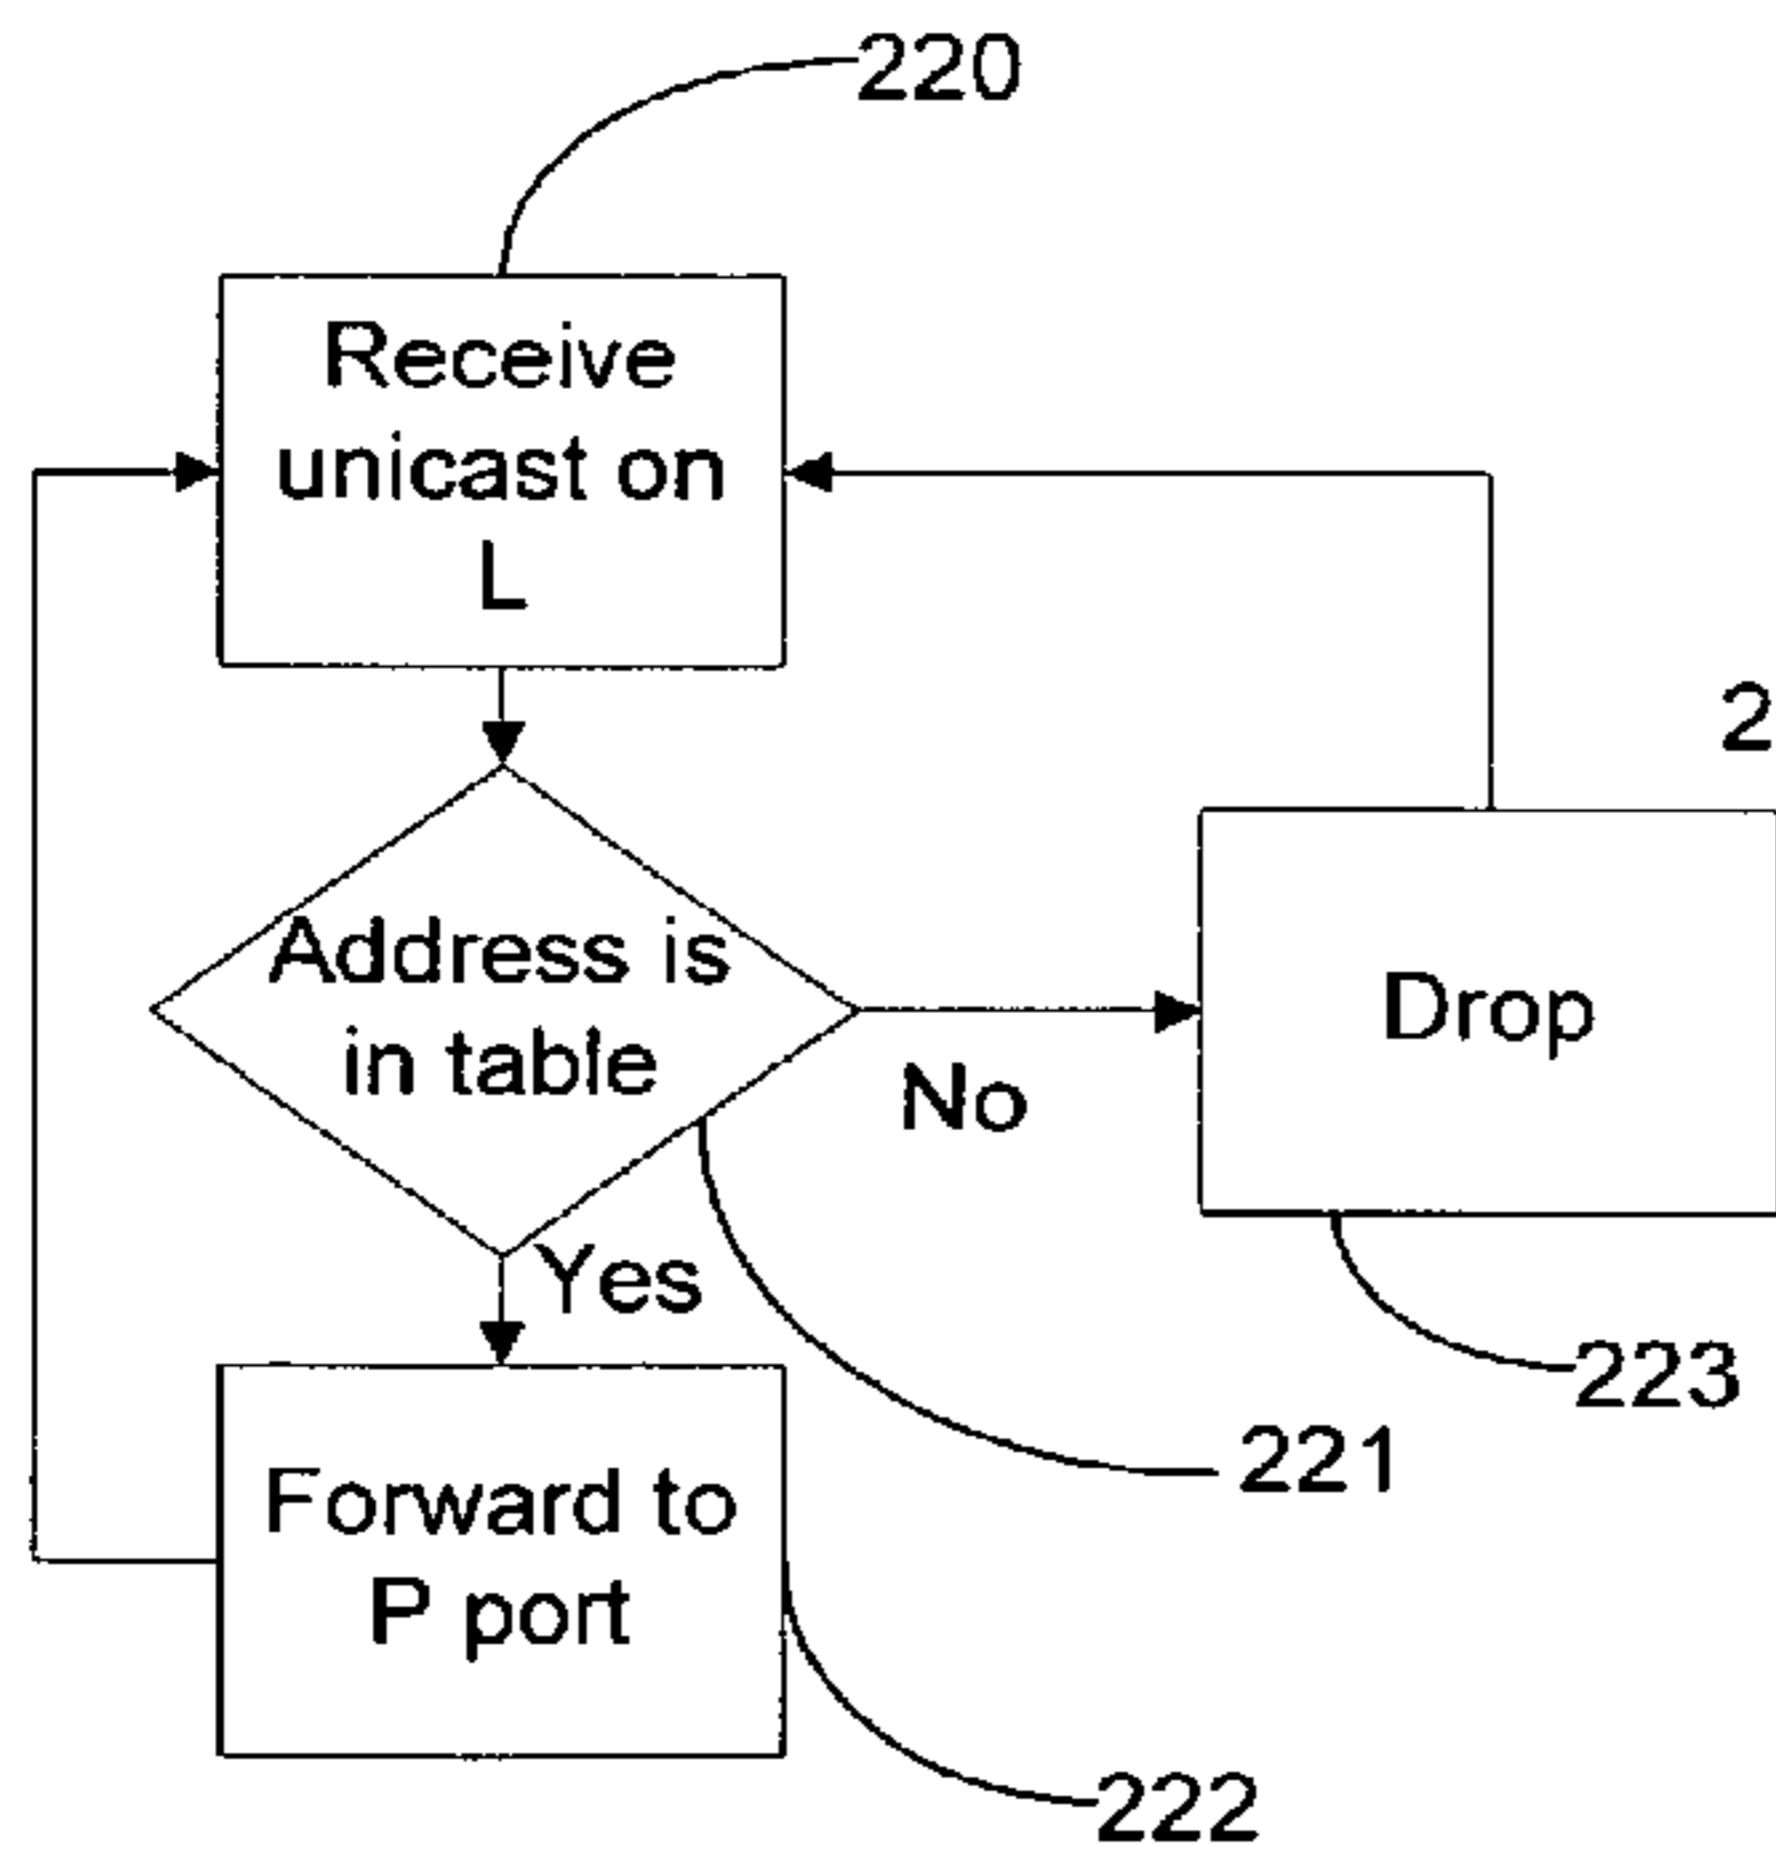 220
Receive
unicast on
L
2
Address is
in table
Drop
No
Yes
223
221
Forward to
P port
222